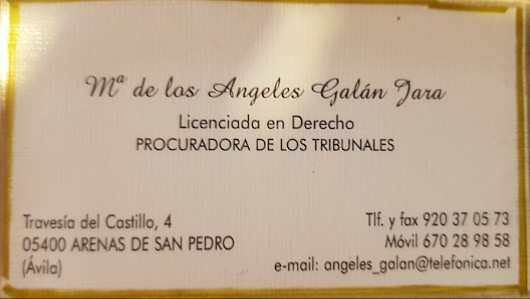 Mª de los Angeles Galán Jara
Licenciada en Derecho
PROCURADORA DE LOS TRIBUNALES
Travesía del Castillo, 4
05400 ARENAS DE SAN PEDRO
(Ávila)
Tlf. y fax 920 37 05 73
Móvil 670 28 98 58
e-mail: angeles_galan@telefonica.net